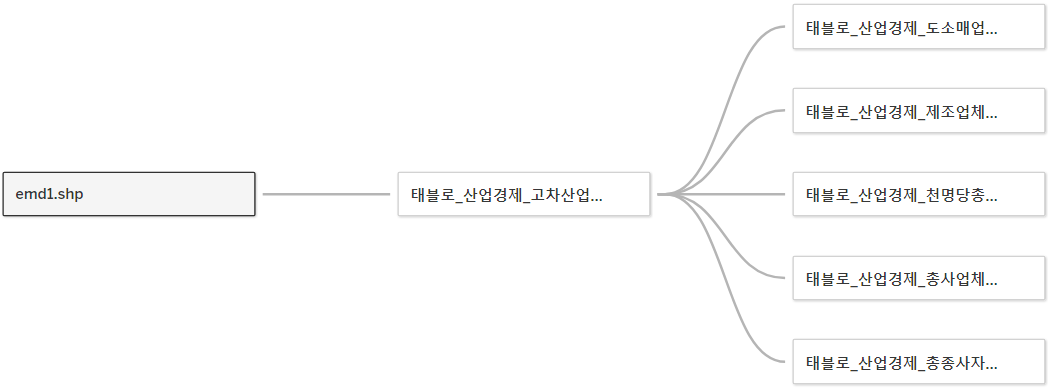 emd1.shp
태블로_산업경제_고차산업...
태블로_산업경제_도소매업...
태블로_산업경제_제조업체...
태블로_산업경제_천명당총...
태블로_산업경제_총사업체...
태블로_산업경제_총종사자...